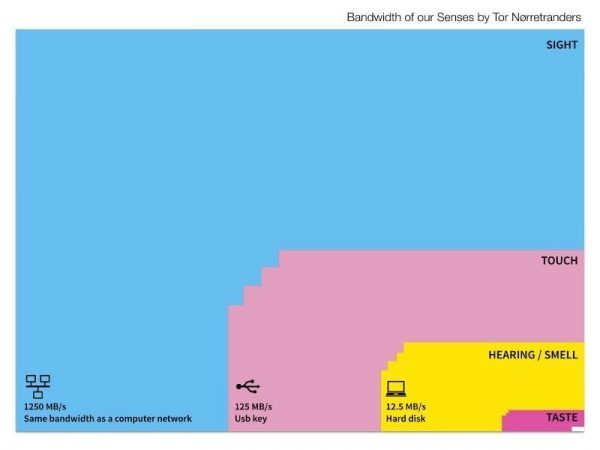 Bandwidth of our Senses by Tor Nørretranders
SIGHT
TOUCH
HEARING / SMELL
TASTE
1250 MB/s
Same bandwidth as a computer network
125 MB/s
Usb key
12.5 MB/s
Hard disk